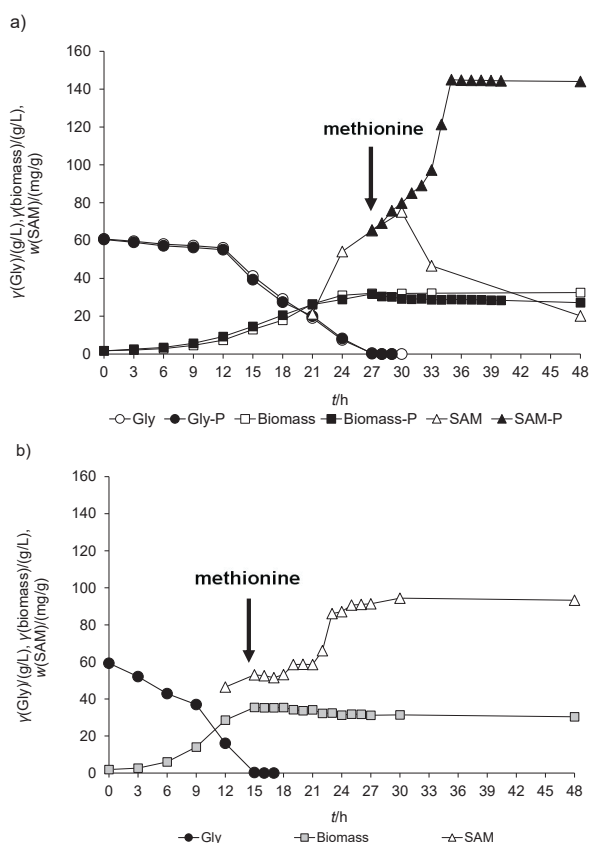 a)
γ(Gly)/(g/L),γ(biomass)/(g/L),
w(SAM)/(mg/g)
160
140
120
100
80
60
40
20
0
methionine
0 3 6 9 12 15 18 21 24 27 30 33 36 39 42 45 48
t/h
Gly Gly-P Biomass Biomass-P SAM SAM-P
b)
γ(Gly)/(g/L), γ(biomass)/(g/L),
w(SAM)/(mg/g)
160
140
120
100
80
60
40
20
0
methionine
0 3 6 9 12 15 18 21 24 27 30 33 36 39 42 45 48
t/h
Gly Biomass SAM